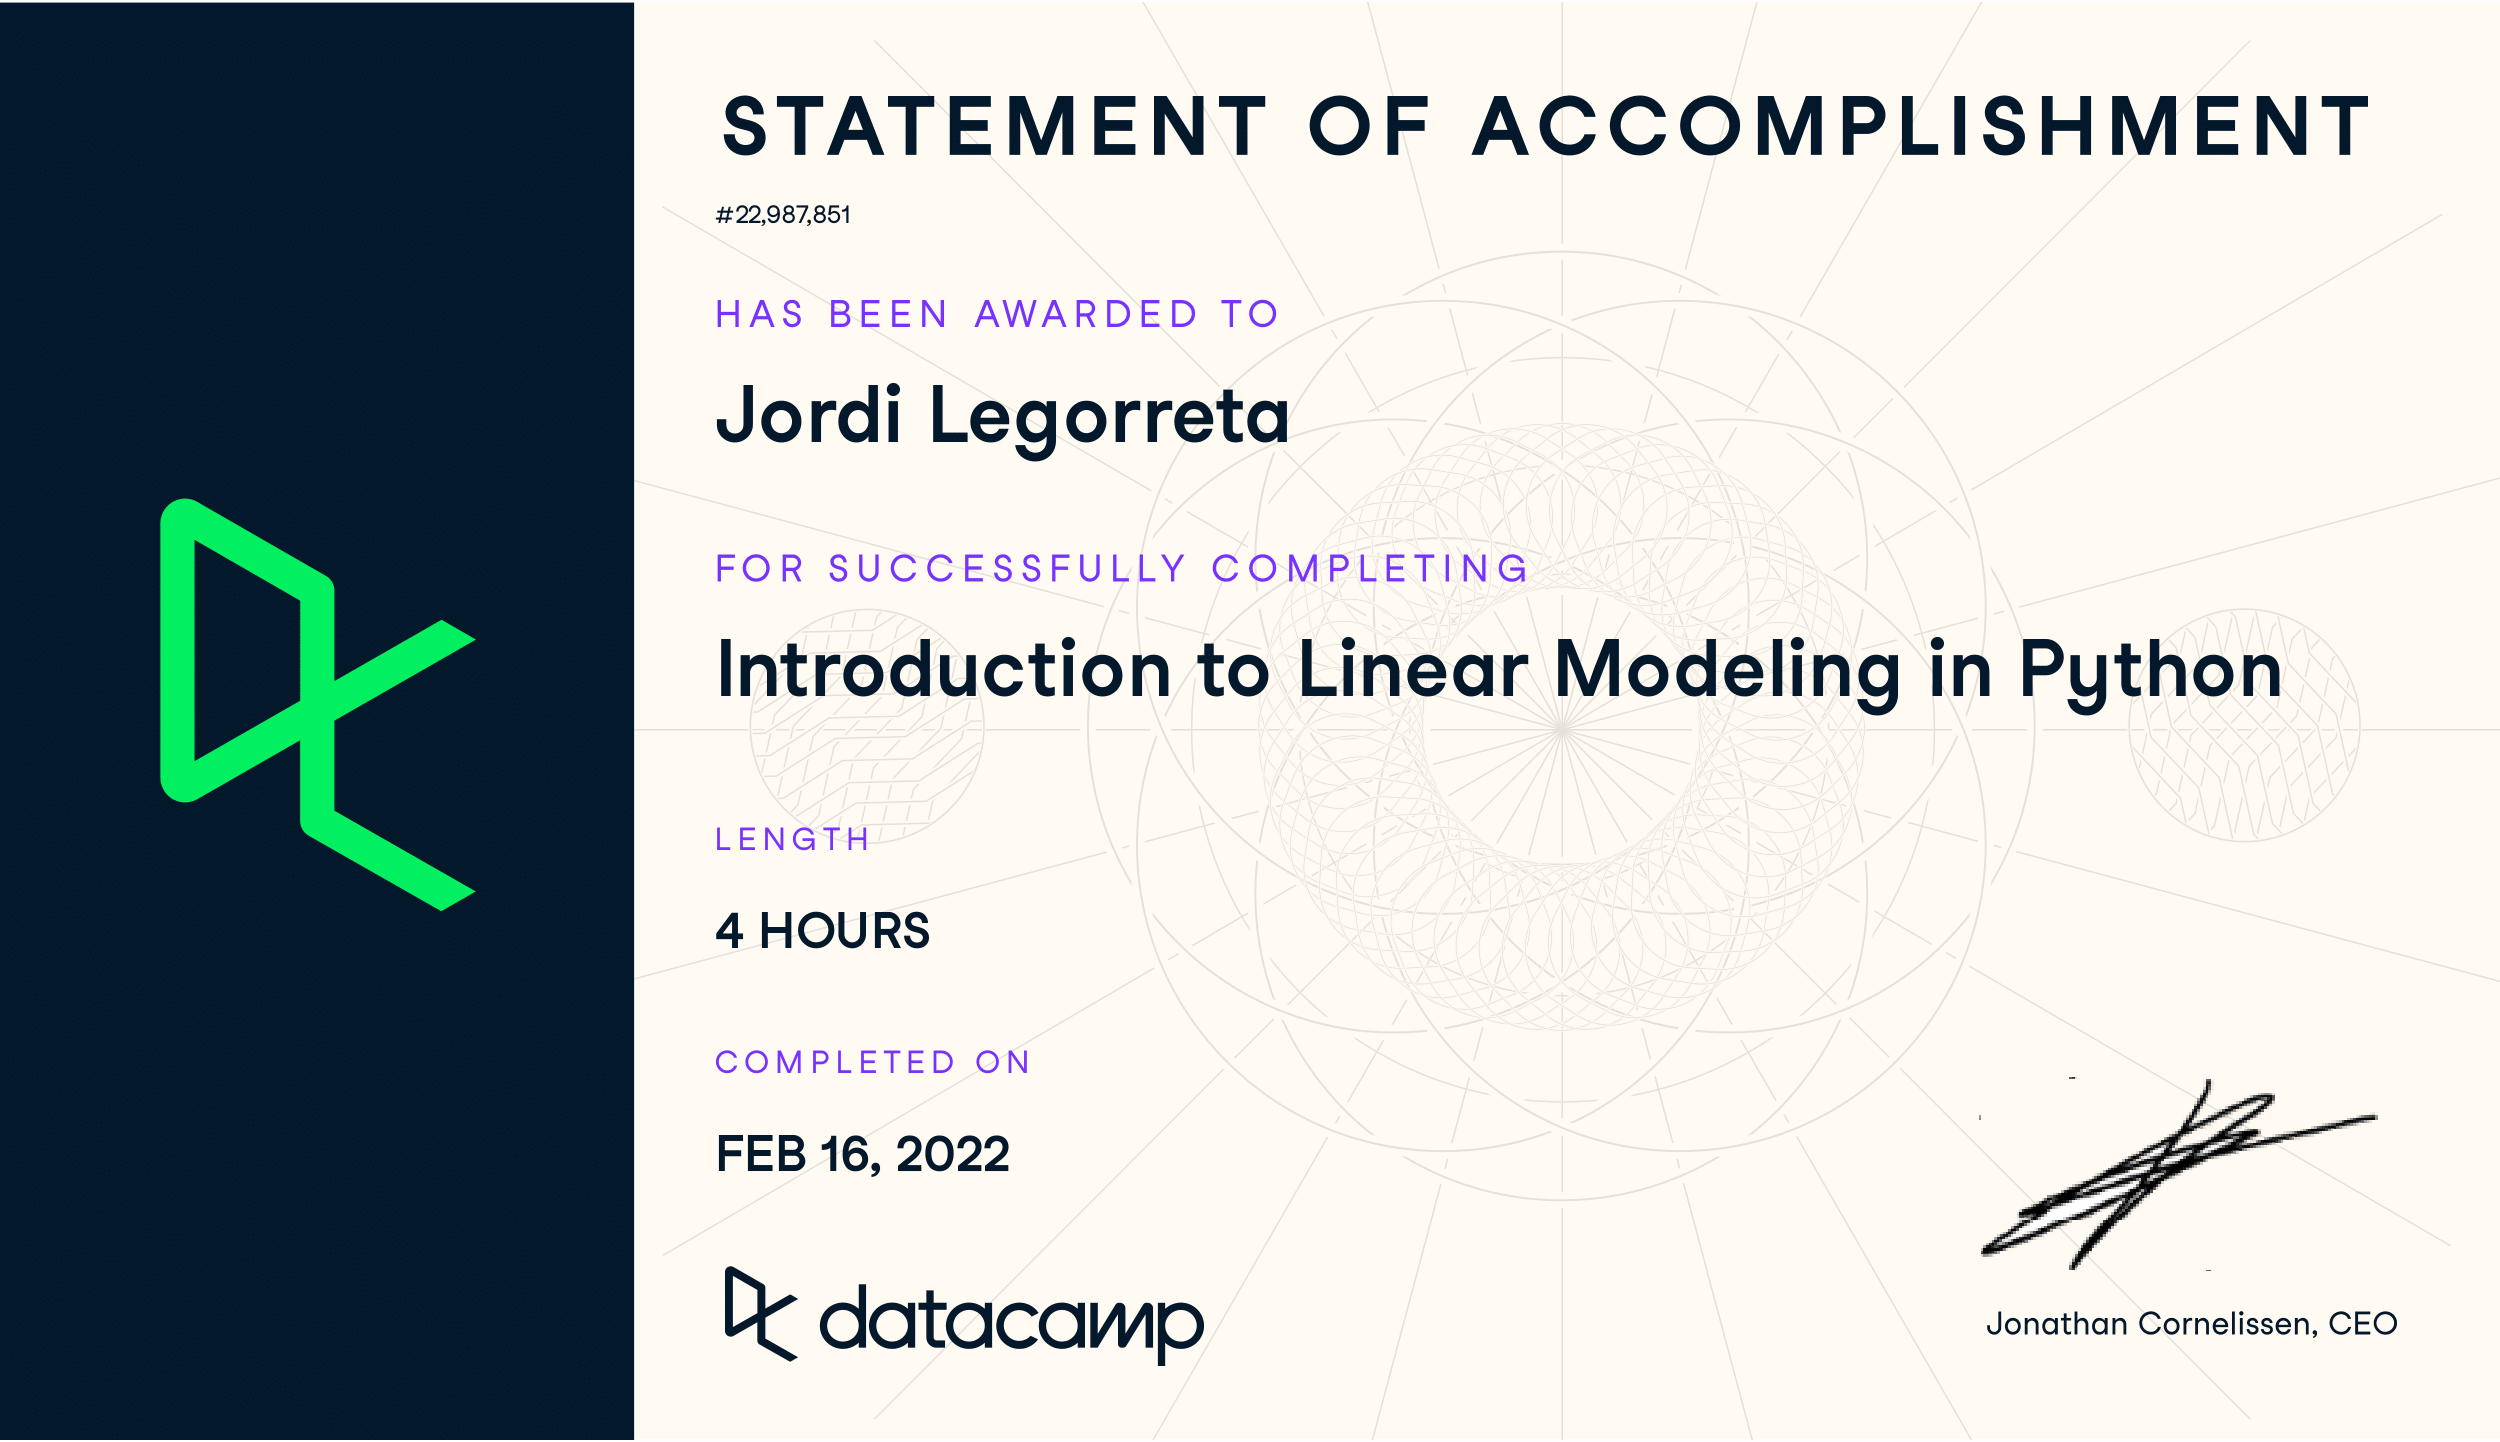 STATEMENT OF ACCOMPLISHMENT
#22,987,851
HAS BEEN AWARDED TO
Jordi Legorreta
FOR SUCCESSFULLY COMPLETING
Introduction to Linear Modeling in Python
LENGTH
4 HOURS
COMPLETED ON
FEB 16, 2022
datacamp
Jonathan Cornelissen, CEO